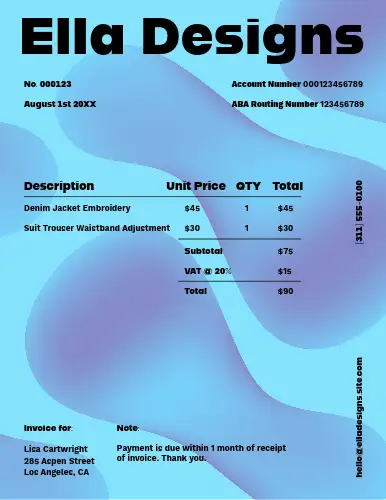 Ella Designs
No. 000123
Account Number 000123456789
August 1st 20XX
ABA Routing Number 123456789
Description Unit Price QTY Total
Denim Jacket Embroidery $45 1 $45
Suit Trouser Waistband Adjustment $30 1 $30
Subtotal $75
VAT @ 20% $15
Total $90
(311) 555-0100
hello@elladesigns.site.com
Invoice for:
Lisa Cartwright
285 Aspen Street
Los Angeles, CA
Note:
Payment is due within 1 month of receipt
of invoice. Thank you.